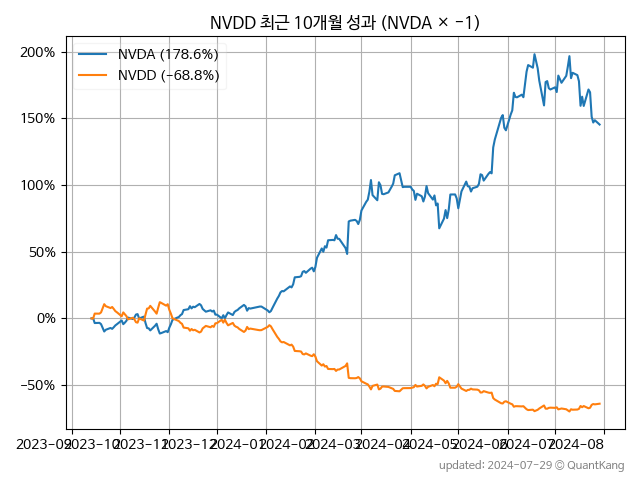 NVDD 최근 10개월 성과 (NVDA × −1)
NVDA (178.6%)
NVDD (−68.8%)
200%
150%
100%
50%
0%
−50%
2023-09 2023-10 2023-11 2023-12 2024-01 2024-02 2024-03 2024-04 2024-05 2024-06 2024-07 2024-08
updated: 2024-07-29 © QuantKang